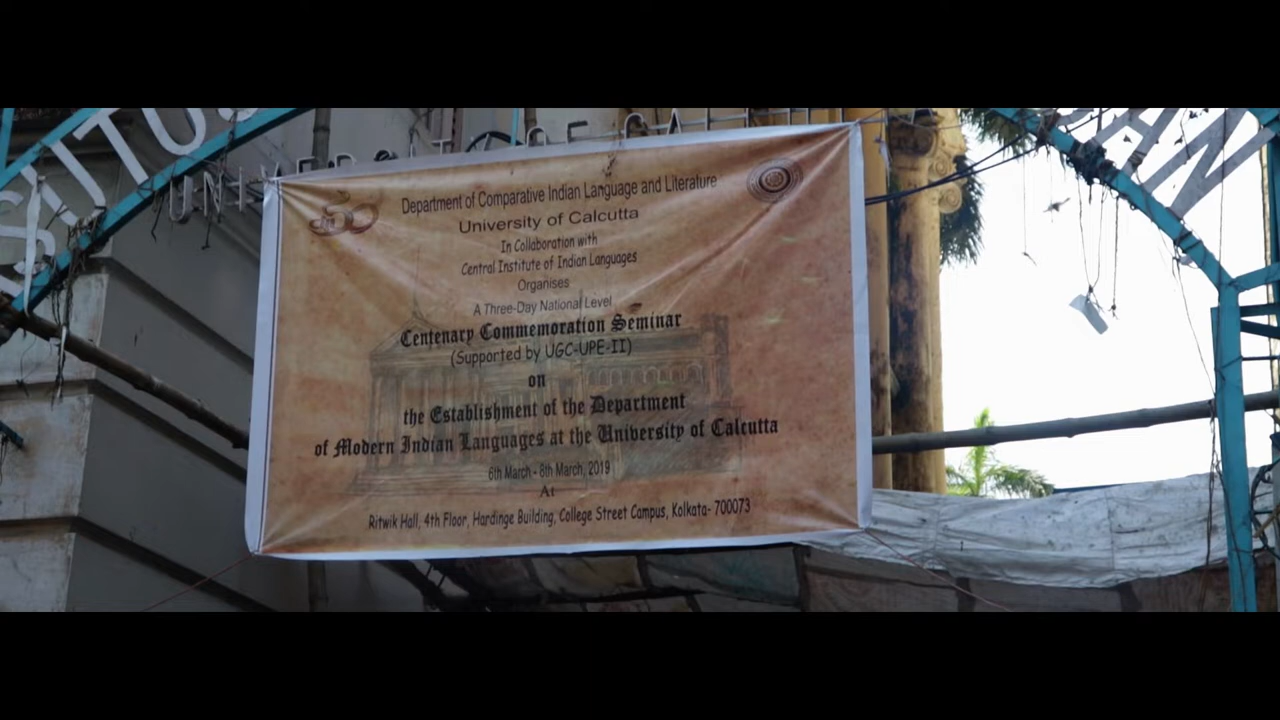 Department of Comparative Indian Language and Literature
University of Calcutta
In Collaboration with
Central Institute of Indian Languages
Organises
A Three-Day National Level
Centenary Commemoration Seminar
(Supported by UGC-UPE-II)
on
the Establishment of the Department
of Modern Indian Languages at the University of Calcutta
6th March - 8th March, 2019
At
Ritwik Hall, 4th Floor, Hardinge Building, College Street Campus, Kolkata- 700073